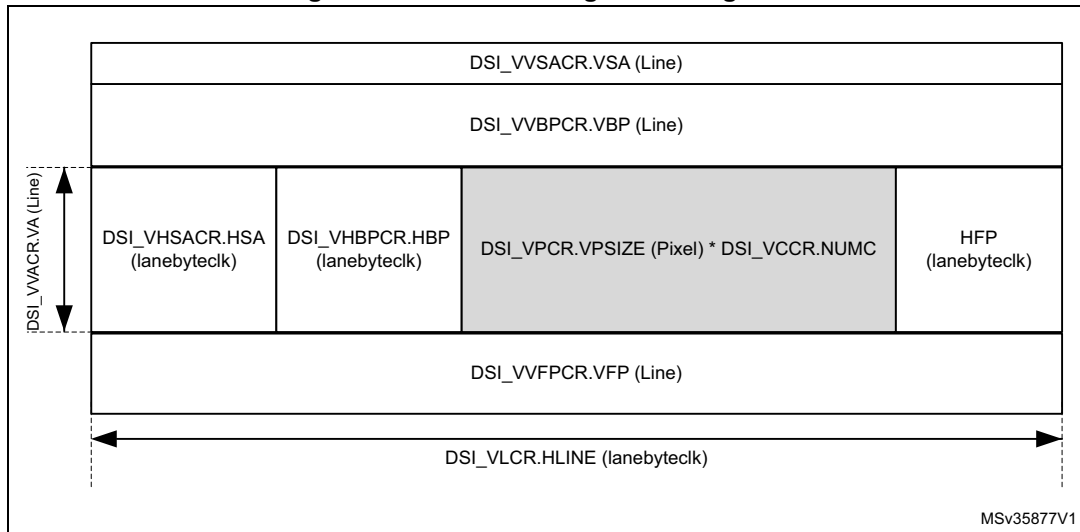 DSI_VVSACR.VSA (Line)
DSI_VVBPCR.VBP (Line)
DSI_VVACR.VA (Line)
DSI_VHSACR.HSA
(lanebyteclk)
DSI_VHBPCR.HBP
(lanebyteclk)
DSI_VPCR.VPSIZE (Pixel) * DSI_VCCR.NUMC
HFP
(lanebyteclk)
DSI_VVFPCR.VFP (Line)
DSI_VLCR.HLINE (lanebyteclk)
MSv35877V1